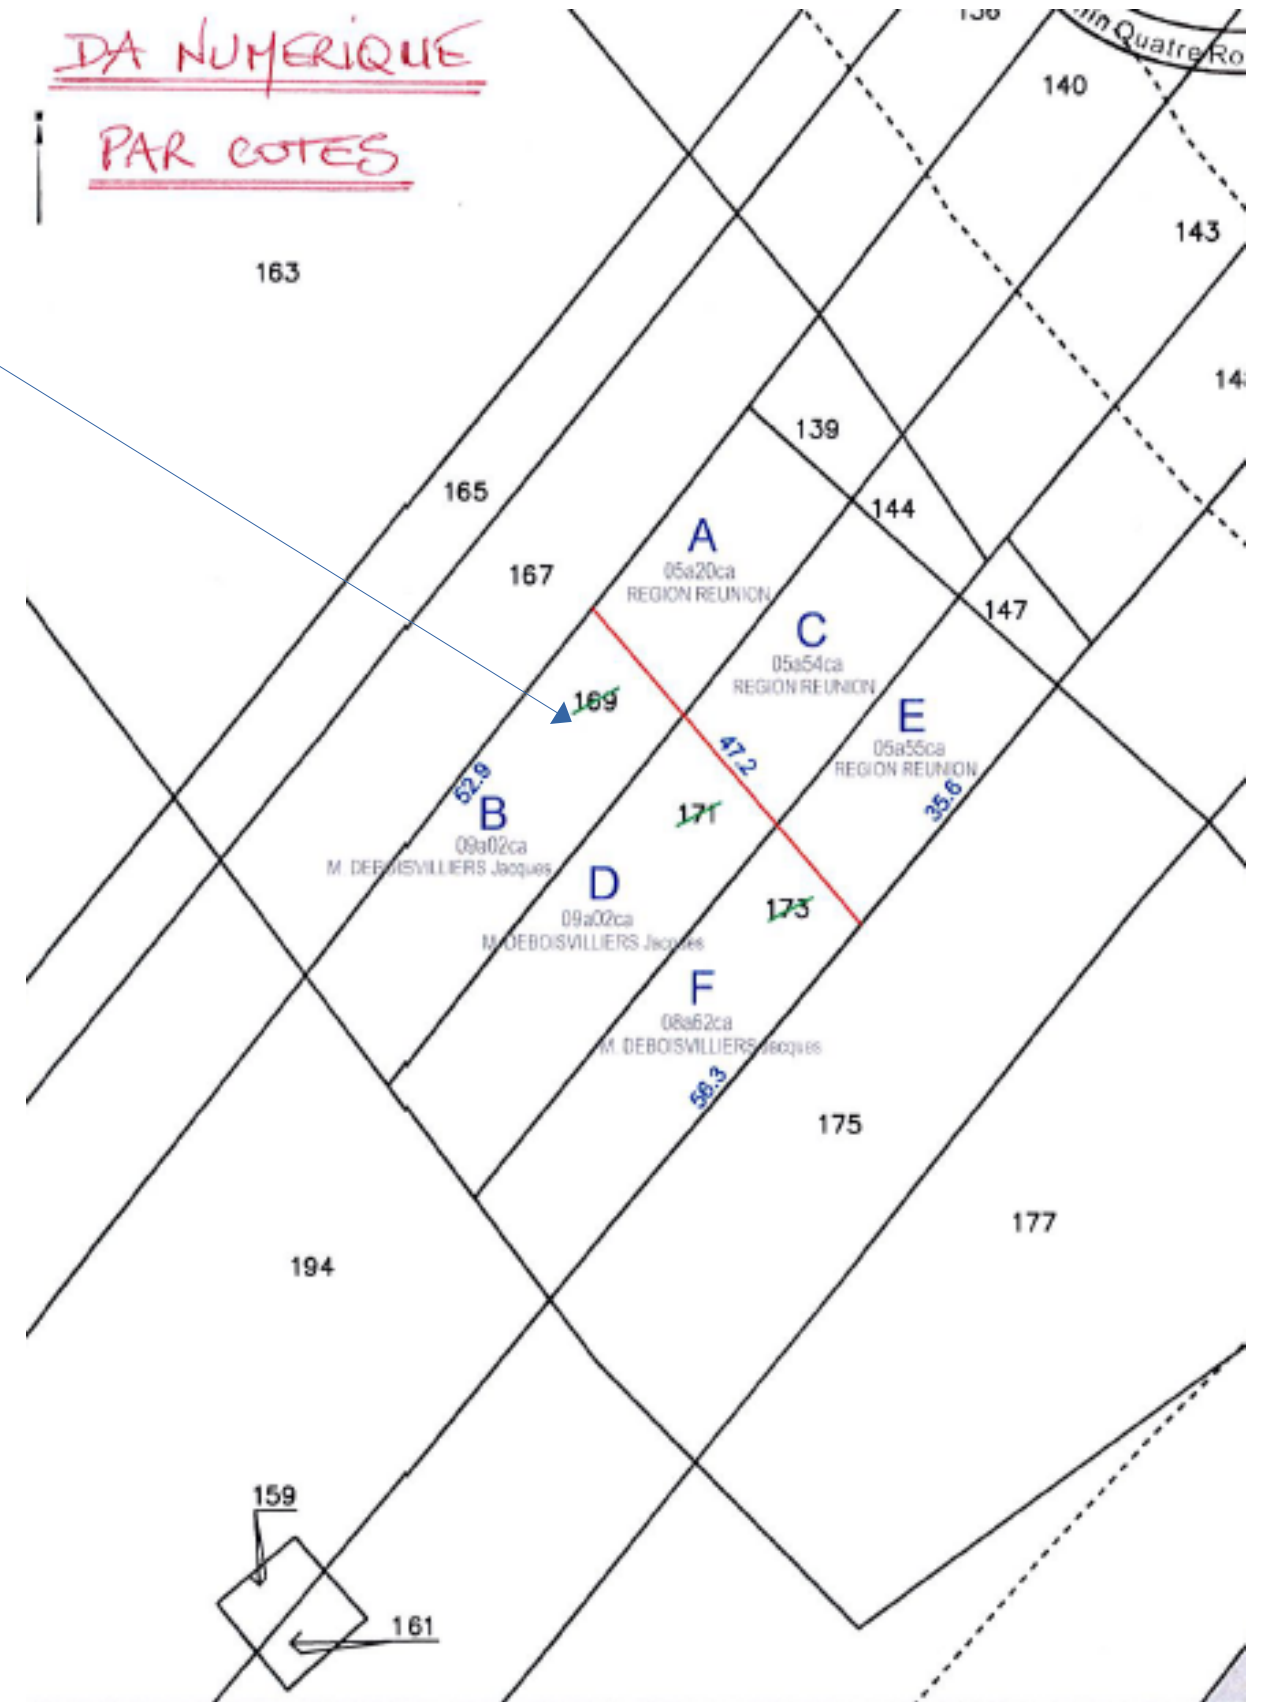 DA NUMERIQUE
PAR COTES
140
Quatre Ro
143
163
139
165
144
A
05a20ca
REGION REUNION
167
147
C
05a54ca
REGION REUNION
169
E
05a55ca
REGION REUNION
47.2
52.9
35.6
B
09a02ca
M. DEBOISVILLIERS Jacques
171
D
09a02ca
M. DEBOISVILLIERS Jacques
173
F
08a62ca
M. DEBOISVILLIERS Jacques
56.3
175
177
194
159
161